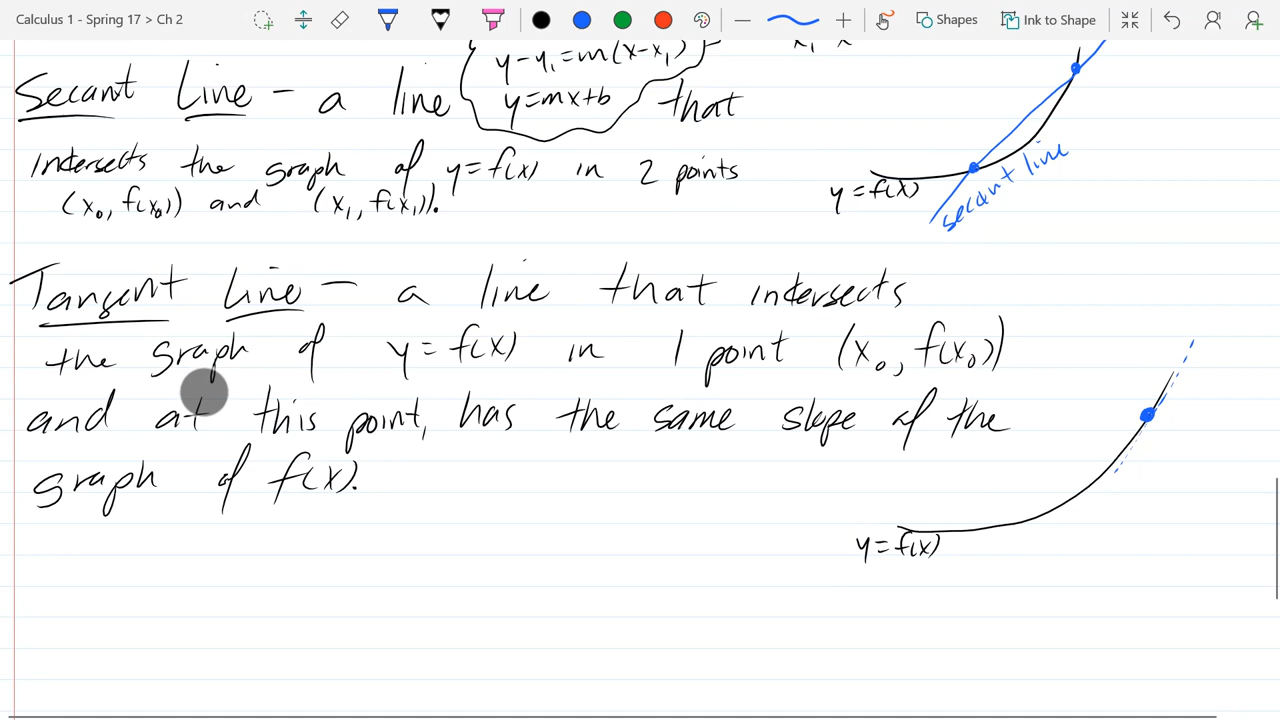 Calculus 1 - Spring 17 > Ch 2
Shapes
Ink to Shape
y-y₁=m(x-x₁)
y=mx+b
Secant Line - a line that
intersects the graph of y=f(x) in 2 points
(x₀, f(x₀)) and (x₁, f(x₁)).
y=f(x)
secant line
Tangent Line - a line that intersects
the graph of y=f(x) in 1 point (x₀, f(x₀))
and at this point, has the same slope of the
graph of f(x).
y=f(x)